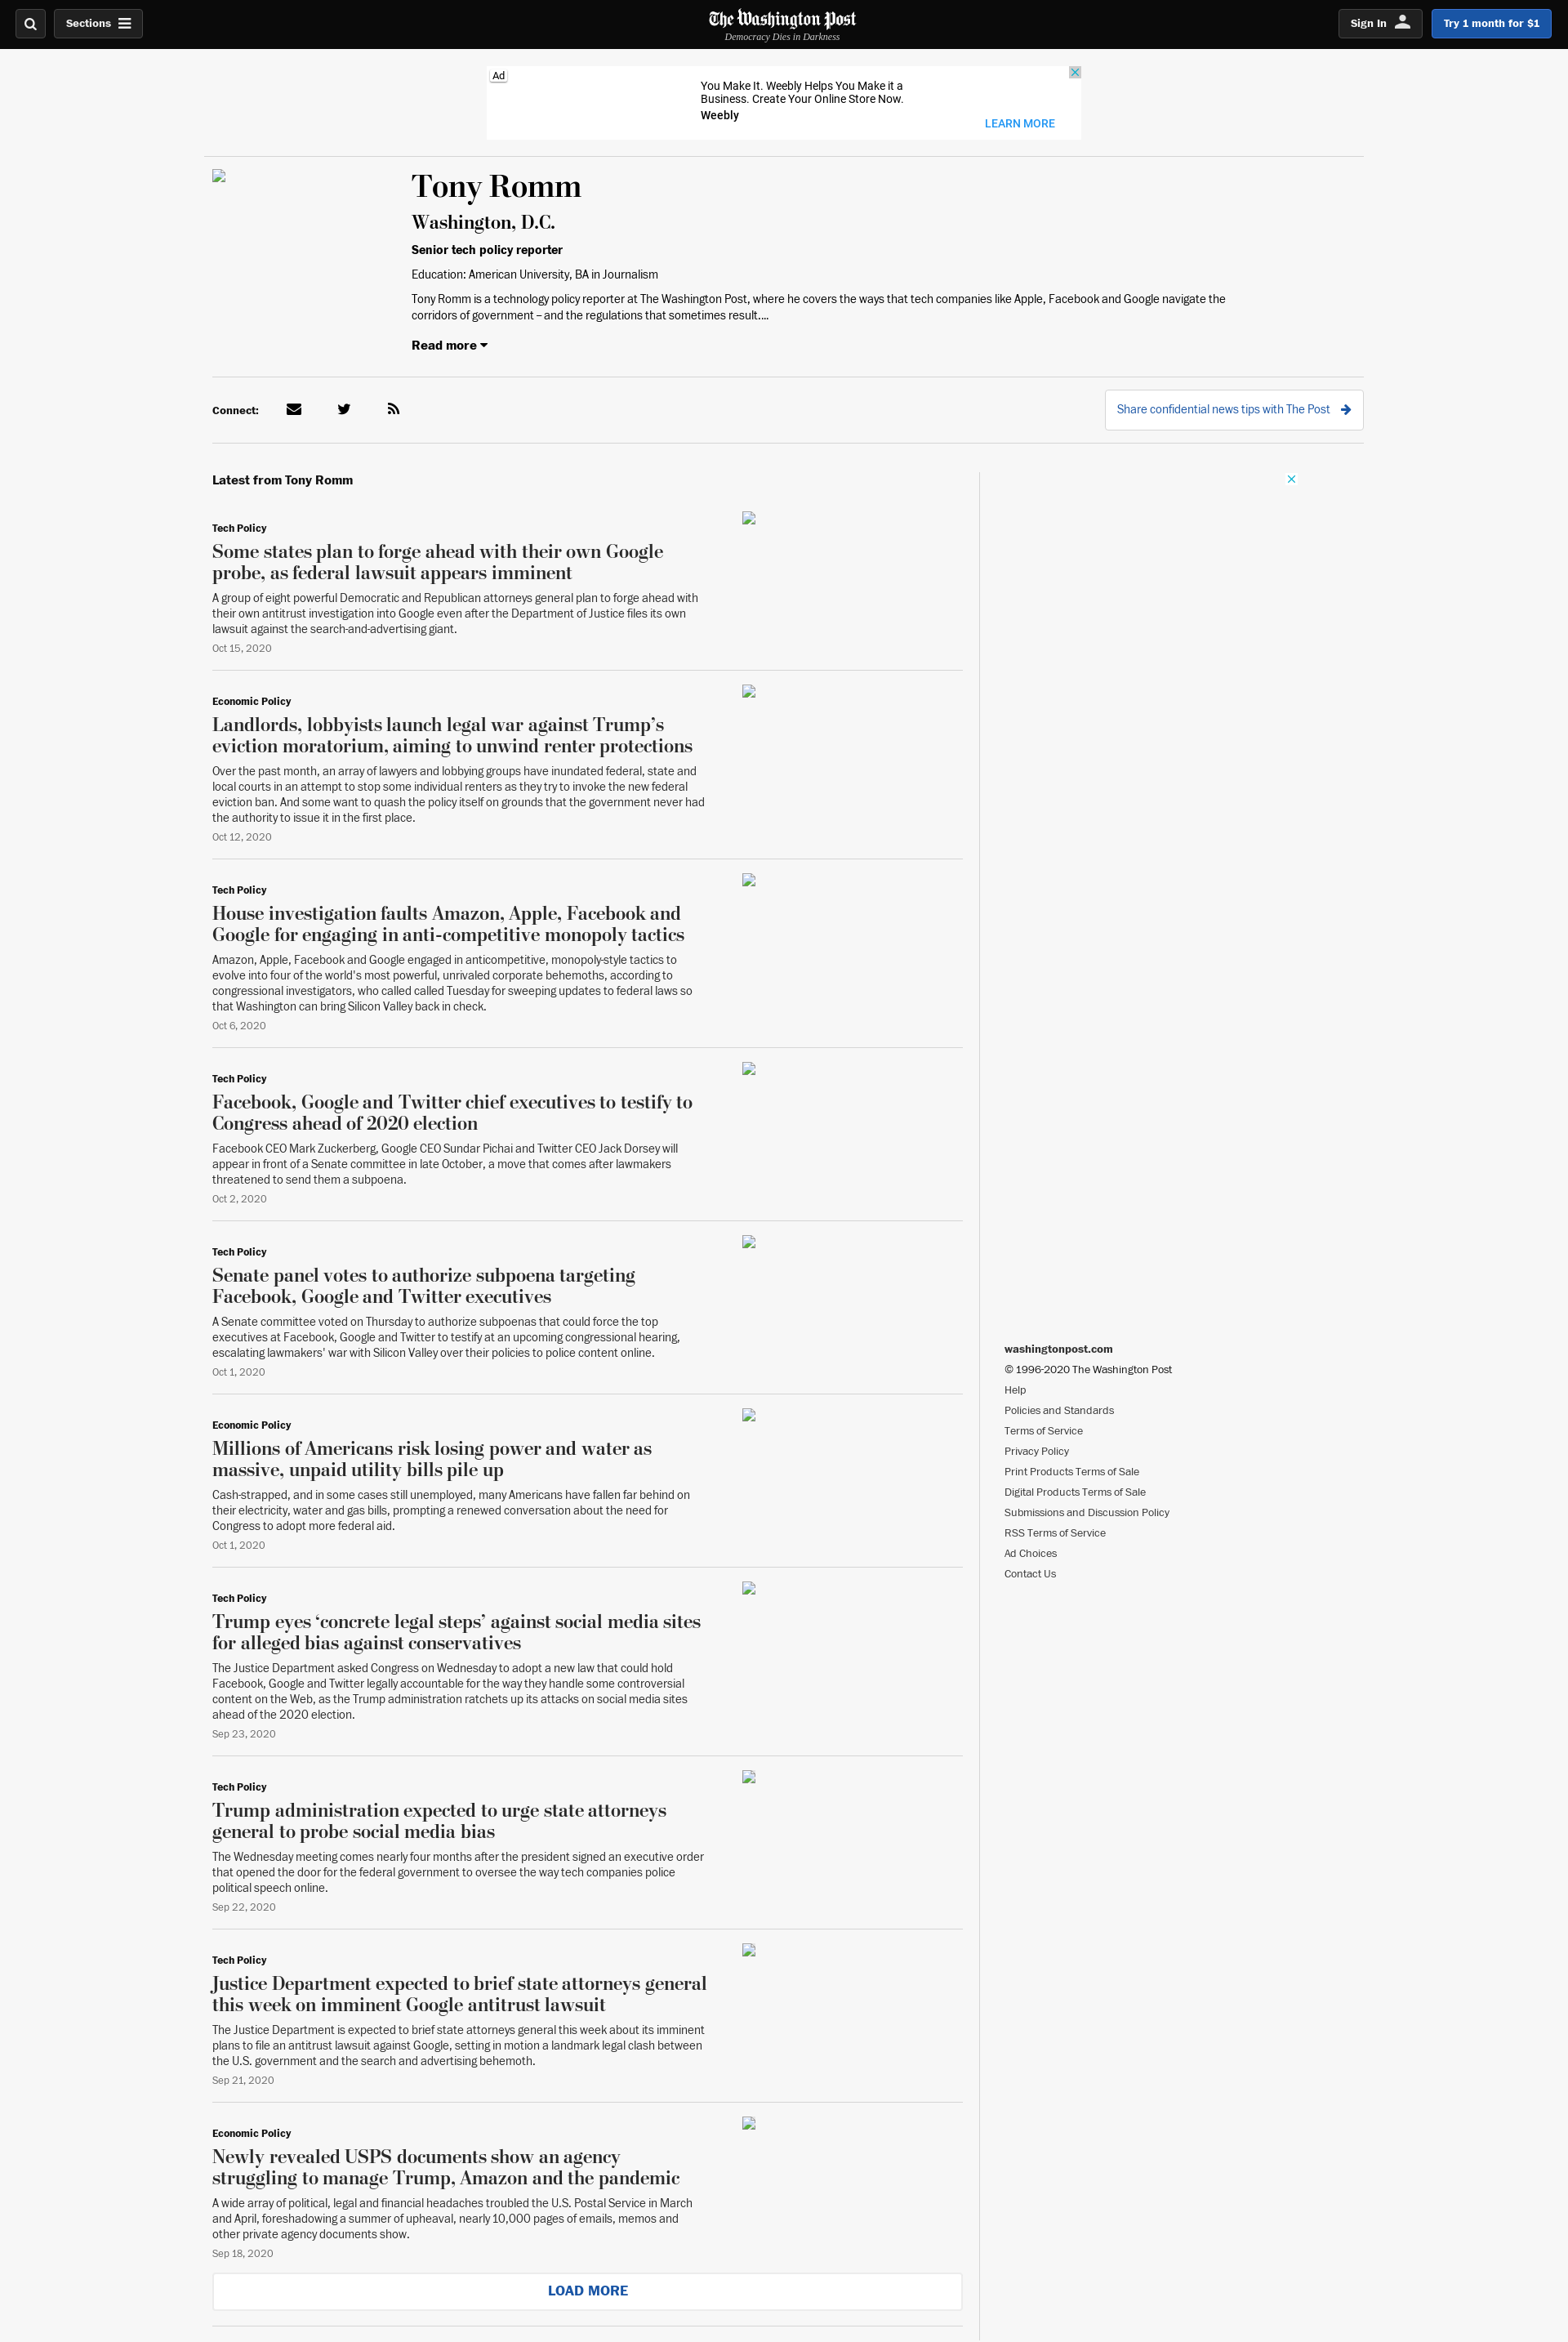 Sections
The Washington Post
Democracy Dies in Darkness
Sign In
Try 1 month for $1
Ad
You Make It. Weebly Helps You Make it a
Business. Create Your Online Store Now.
Weebly
LEARN MORE
Tony Romm
Washington, D.C.
Senior tech policy reporter
Education: American University, BA in Journalism
Tony Romm is a technology policy reporter at The Washington Post, where he covers the ways that tech companies like Apple, Facebook and Google navigate the
corridors of government – and the regulations that sometimes result....
Read more
Connect:
Share confidential news tips with The Post
Latest from Tony Romm
Tech Policy
Some states plan to forge ahead with their own Google
probe, as federal lawsuit appears imminent
A group of eight powerful Democratic and Republican attorneys general plan to forge ahead with
their own antitrust investigation into Google even after the Department of Justice files its own
lawsuit against the search-and-advertising giant.
Oct 15, 2020
Economic Policy
Landlords, lobbyists launch legal war against Trump’s
eviction moratorium, aiming to unwind renter protections
Over the past month, an array of lawyers and lobbying groups have inundated federal, state and
local courts in an attempt to stop some individual renters as they try to invoke the new federal
eviction ban. And some want to quash the policy itself on grounds that the government never had
the authority to issue it in the first place.
Oct 12, 2020
Tech Policy
House investigation faults Amazon, Apple, Facebook and
Google for engaging in anti-competitive monopoly tactics
Amazon, Apple, Facebook and Google engaged in anticompetitive, monopoly-style tactics to
evolve into four of the world's most powerful, unrivaled corporate behemoths, according to
congressional investigators, who called called Tuesday for sweeping updates to federal laws so
that Washington can bring Silicon Valley back in check.
Oct 6, 2020
Tech Policy
Facebook, Google and Twitter chief executives to testify to
Congress ahead of 2020 election
Facebook CEO Mark Zuckerberg, Google CEO Sundar Pichai and Twitter CEO Jack Dorsey will
appear in front of a Senate committee in late October, a move that comes after lawmakers
threatened to send them a subpoena.
Oct 2, 2020
Tech Policy
Senate panel votes to authorize subpoena targeting
Facebook, Google and Twitter executives
A Senate committee voted on Thursday to authorize subpoenas that could force the top
executives at Facebook, Google and Twitter to testify at an upcoming congressional hearing,
escalating lawmakers' war with Silicon Valley over their policies to police content online.
Oct 1, 2020
Economic Policy
Millions of Americans risk losing power and water as
massive, unpaid utility bills pile up
Cash-strapped, and in some cases still unemployed, many Americans have fallen far behind on
their electricity, water and gas bills, prompting a renewed conversation about the need for
Congress to adopt more federal aid.
Oct 1, 2020
Tech Policy
Trump eyes ‘concrete legal steps’ against social media sites
for alleged bias against conservatives
The Justice Department asked Congress on Wednesday to adopt a new law that could hold
Facebook, Google and Twitter legally accountable for the way they handle some controversial
content on the Web, as the Trump administration ratchets up its attacks on social media sites
ahead of the 2020 election.
Sep 23, 2020
Tech Policy
Trump administration expected to urge state attorneys
general to probe social media bias
The Wednesday meeting comes nearly four months after the president signed an executive order
that opened the door for the federal government to oversee the way tech companies police
political speech online.
Sep 22, 2020
Tech Policy
Justice Department expected to brief state attorneys general
this week on imminent Google antitrust lawsuit
The Justice Department is expected to brief state attorneys general this week about its imminent
plans to file an antitrust lawsuit against Google, setting in motion a landmark legal clash between
the U.S. government and the search and advertising behemoth.
Sep 21, 2020
Economic Policy
Newly revealed USPS documents show an agency
struggling to manage Trump, Amazon and the pandemic
A wide array of political, legal and financial headaches troubled the U.S. Postal Service in March
and April, foreshadowing a summer of upheaval, nearly 10,000 pages of emails, memos and
other private agency documents show.
Sep 18, 2020
LOAD MORE
washingtonpost.com
© 1996-2020 The Washington Post
Help
Policies and Standards
Terms of Service
Privacy Policy
Print Products Terms of Sale
Digital Products Terms of Sale
Submissions and Discussion Policy
RSS Terms of Service
Ad Choices
Contact Us